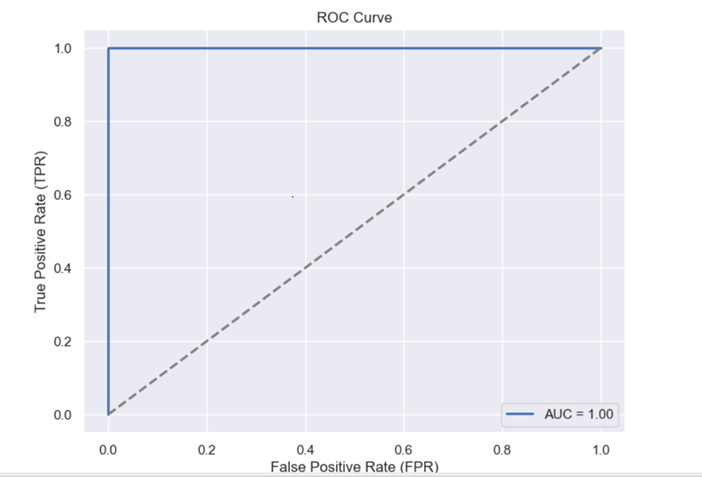 ROC Curve
1.0
0.8
0.6
0.4
0.2
0.0
True Positive Rate (TPR)
AUC = 1.00
0.0 0.2 0.4 0.6 0.8 1.0
False Positive Rate (FPR)